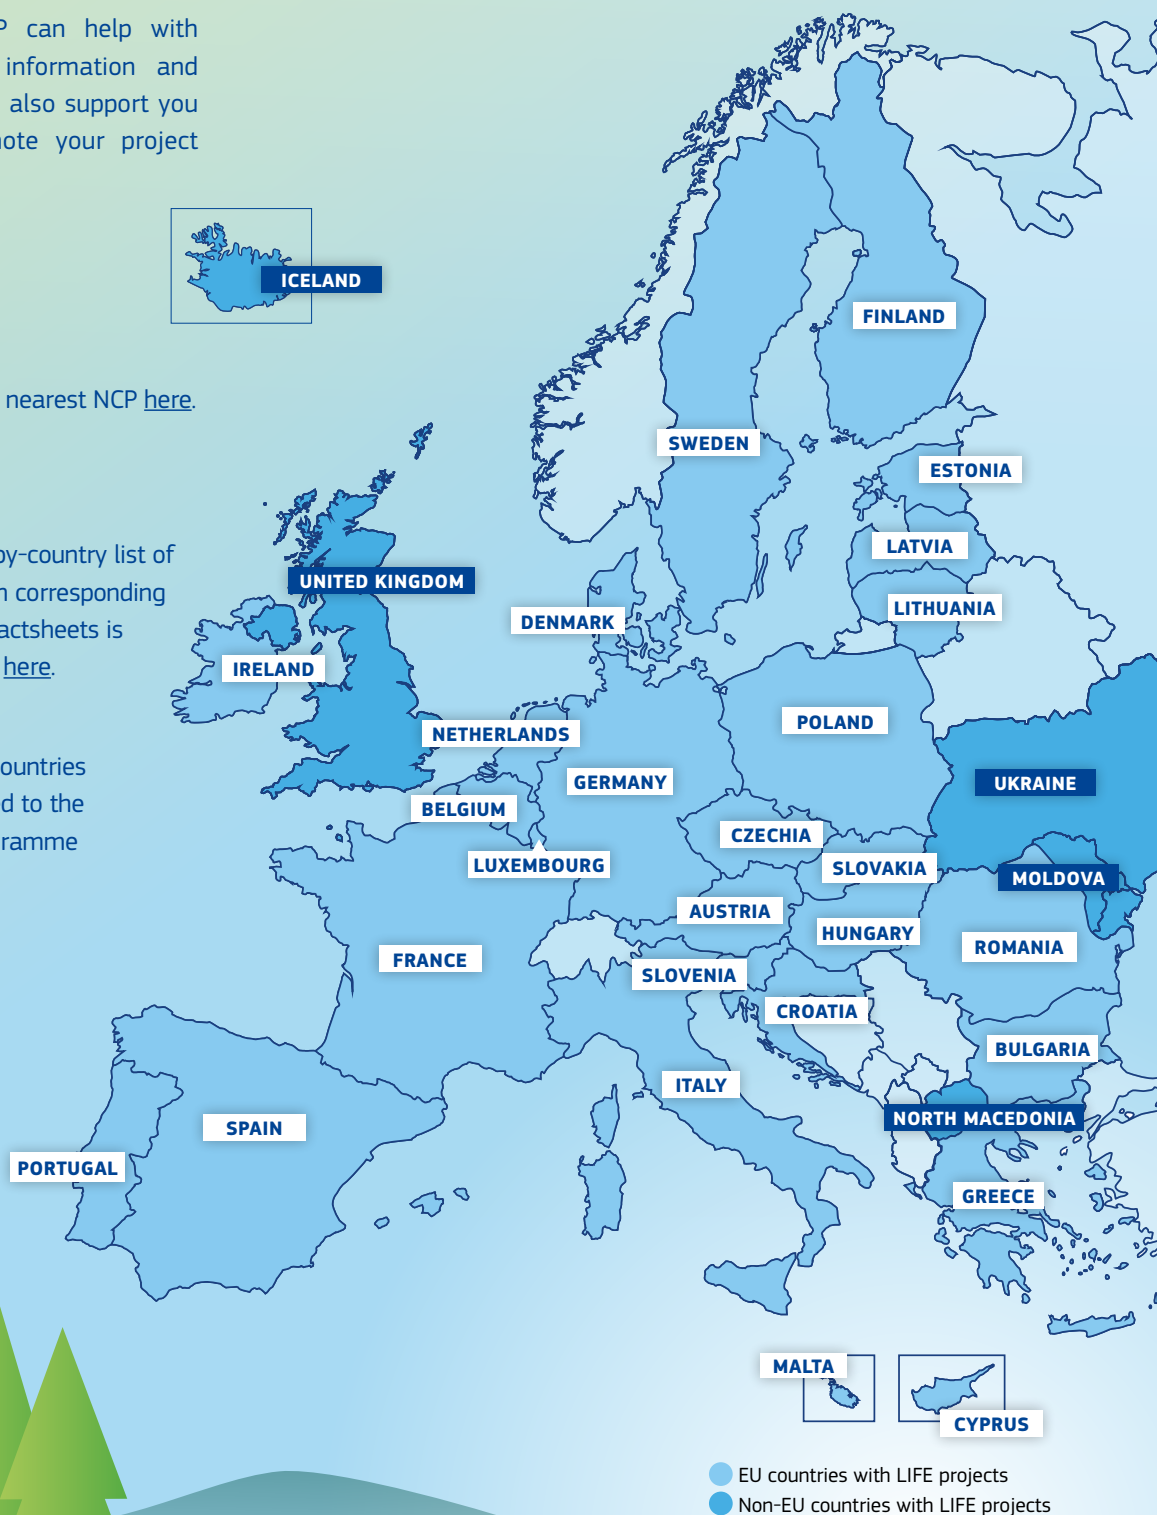 P can help with
information and
also support you
ote your project
ICELAND
nearest NCP here.
by-country list of
corresponding
actsheets is
here.
ountries
d to the
ramme
FINLAND
SWEDEN
ESTONIA
LATVIA
UNITED KINGDOM
LITHUANIA
DENMARK
IRELAND
POLAND
NETHERLANDS
GERMANY
UKRAINE
BELGIUM
CZECHIA
LUXEMBOURG
SLOVAKIA
MOLDOVA
AUSTRIA
HUNGARY
ROMANIA
FRANCE
SLOVENIA
CROATIA
BULGARIA
ITALY
NORTH MACEDONIA
SPAIN
PORTUGAL
GREECE
MALTA
CYPRUS
EU countries with LIFE projects
Non-EU countries with LIFE projects